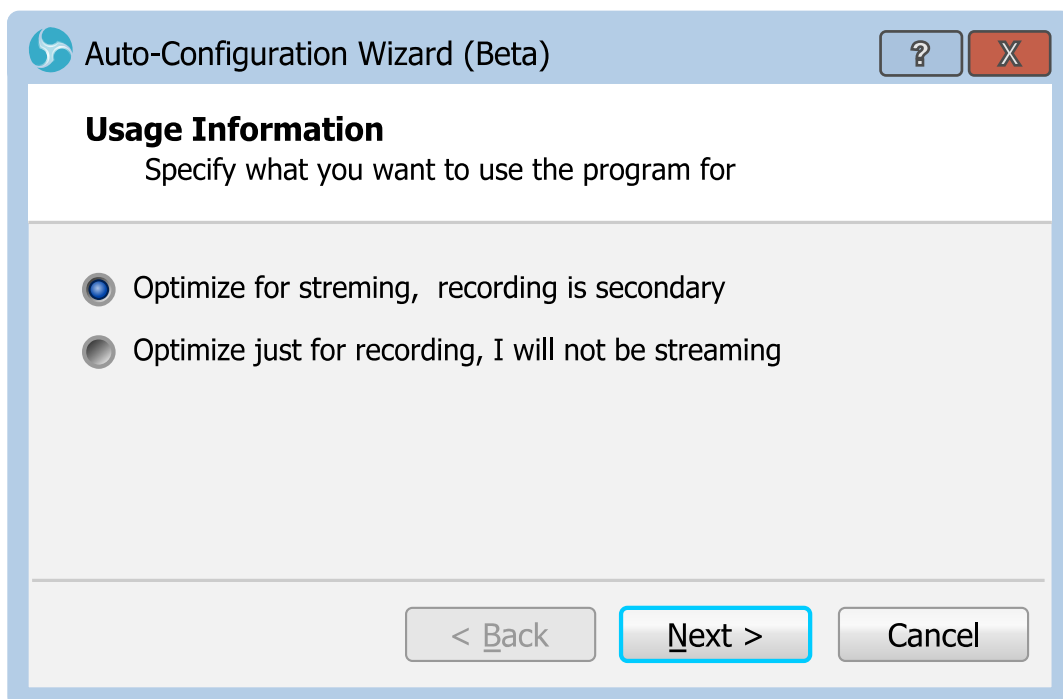 Auto-Configuration Wizard (Beta)
? X
Usage Information
Specify what you want to use the program for
Optimize for streming, recording is secondary
Optimize just for recording, I will not be streaming
< Back Next > Cancel